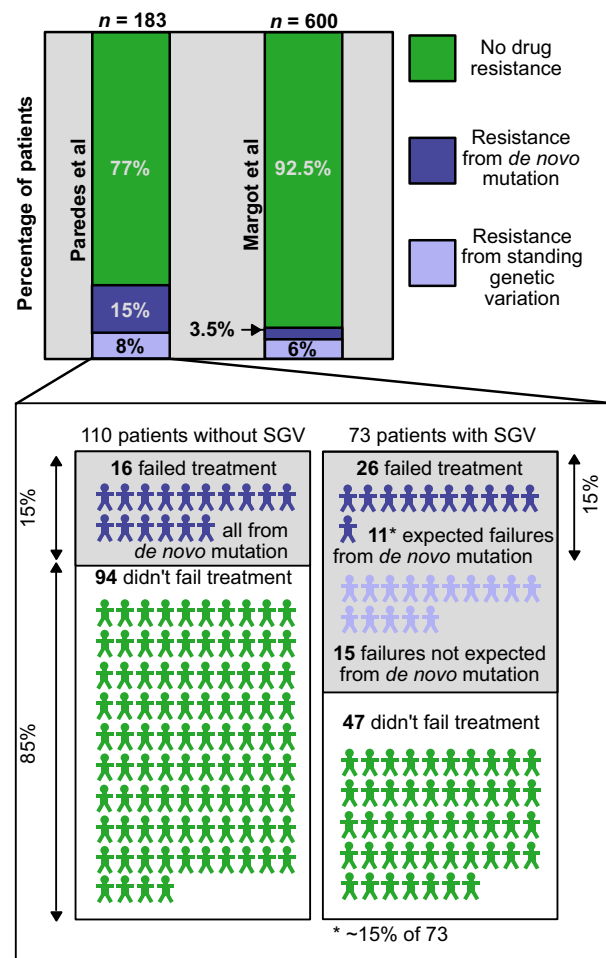 n = 183
n = 600
Percentage of patients
Paredes et al
77%
15%
8%
Margot et al
92.5%
3.5%
6%
No drug
resistance
Resistance
from de novo
mutation
Resistance
from standing
genetic
variation
110 patients without SGV
15%
16 failed treatment
all from
de novo mutation
85%
94 didn't fail treatment
73 patients with SGV
26 failed treatment
15%
11* expected failures
from de novo mutation
15 failures not expected
from de novo mutation
47 didn't fail treatment
* ~15% of 73